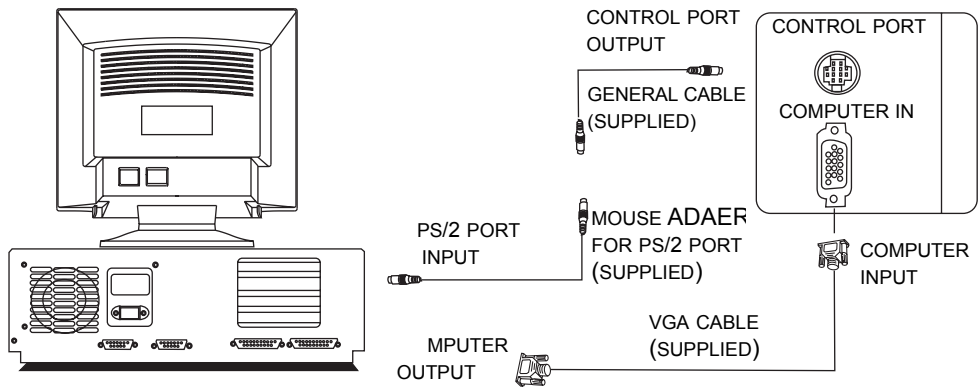 CONTROL PORT
OUTPUT
GENERAL CABLE
(SUPPLIED)
CONTROL PORT
COMPUTER IN
PS/2 PORT
INPUT
MOUSE ADAER
FOR PS/2 PORT
(SUPPLIED)
COMPUTER
INPUT
VGA CABLE
(SUPPLIED)
MPUTER
OUTPUT